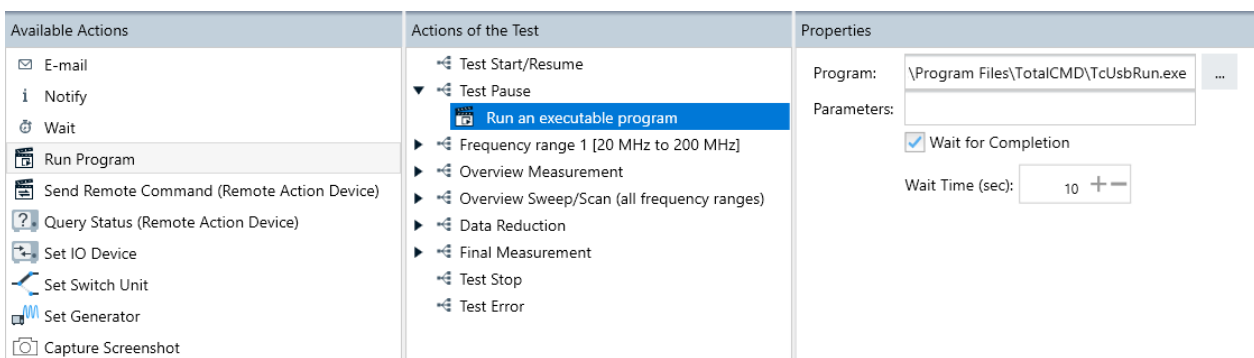 Available Actions
E-mail
Notify
Wait
Run Program
Send Remote Command (Remote Action Device)
Query Status (Remote Action Device)
Set IO Device
Set Switch Unit
Set Generator
Capture Screenshot
Actions of the Test
Test Start/Resume
Test Pause
Run an executable program
Frequency range 1 [20 MHz to 200 MHz]
Overview Measurement
Overview Sweep/Scan (all frequency ranges)
Data Reduction
Final Measurement
Test Stop
Test Error
Properties
Program: \Program Files\TotalCMD\TcUsbRun.exe ...
Parameters:
Wait for Completion
Wait Time (sec): 10